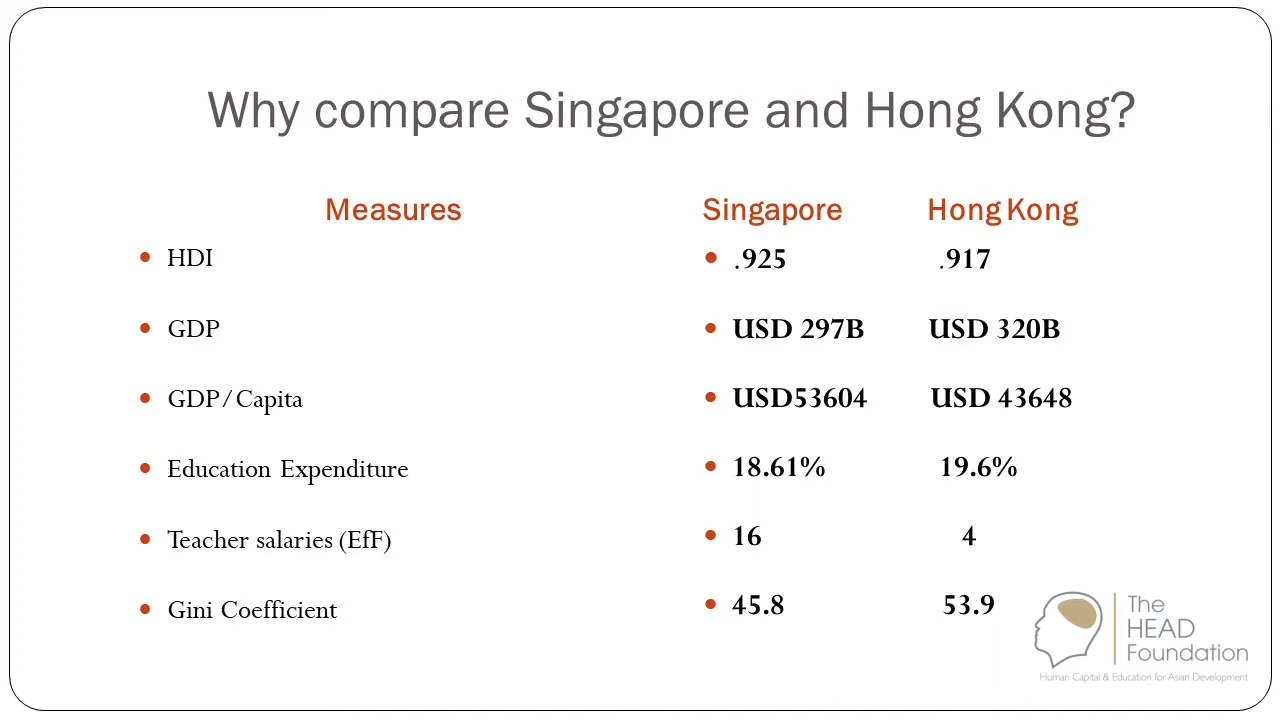 Why compare Singapore and Hong Kong?
Measures Singapore Hong Kong
• HDI • .925 .917
• GDP • USD 297B USD 320B
• GDP/Capita • USD53604 USD 43648
• Education Expenditure • 18.61% 19.6%
• Teacher salaries (EfF) • 16 4
• Gini Coefficient • 45.8 53.9
The
HEAD
Foundation
Human Capital & Education for Asian Development